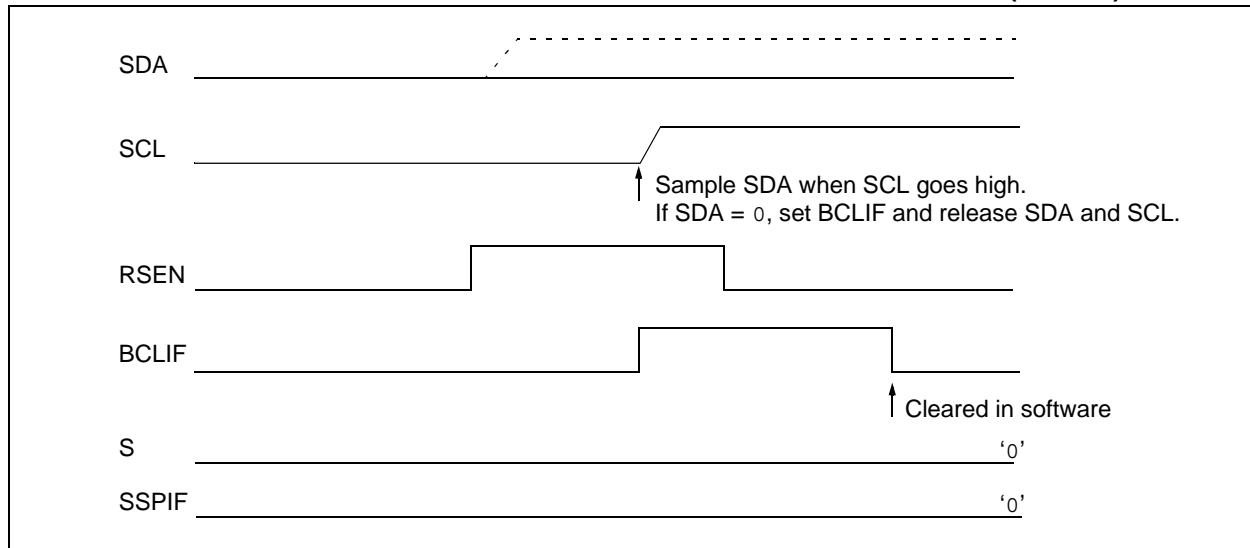 SDA
SCL
Sample SDA when SCL goes high.
If SDA = 0, set BCLIF and release SDA and SCL.
RSEN
BCLIF
Cleared in software
S
‘0’
SSPIF
‘0’